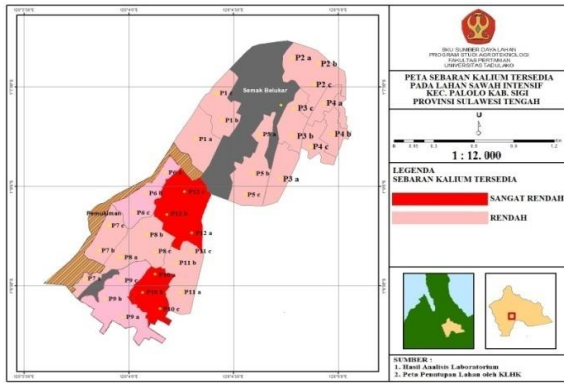 BKU SUMBER DAYA LAHAN
PROGRAM STUDI AGROTEKNOLOGI
FAKULTAS PERTANIAN
UNIVERSITAS TADULAKO
PETA SEBARAN KALIUM TERSEDIA
PADA LAHAN SAWAH INTENSIF
KEC. PALOLO KAB. SIGI
PROVINSI SULAWESI TENGAH
U
1 : 12. 000
LEGENDA
SEBARAN KALIUM TERSEDIA
SANGAT RENDAH
RENDAH
SUMBER :
1. Hasil Analisis Laboratorium
2. Peta Penutupan Lahan oleh KLHK
Semak Belukar
Pemukiman
P2 a
P2 b
P2 c
P3 c
P4 a
P3 b
P4 b
P4 c
P3 a
P1 b
P1 a
P5 b
P5 c
P6 b
P6 c
P7 c
P12 a
P8 b
P8 c
P11 c
P7 b
P8 a
P11 b
P9 c
P9 b
P9 a
P11 a
P10 c